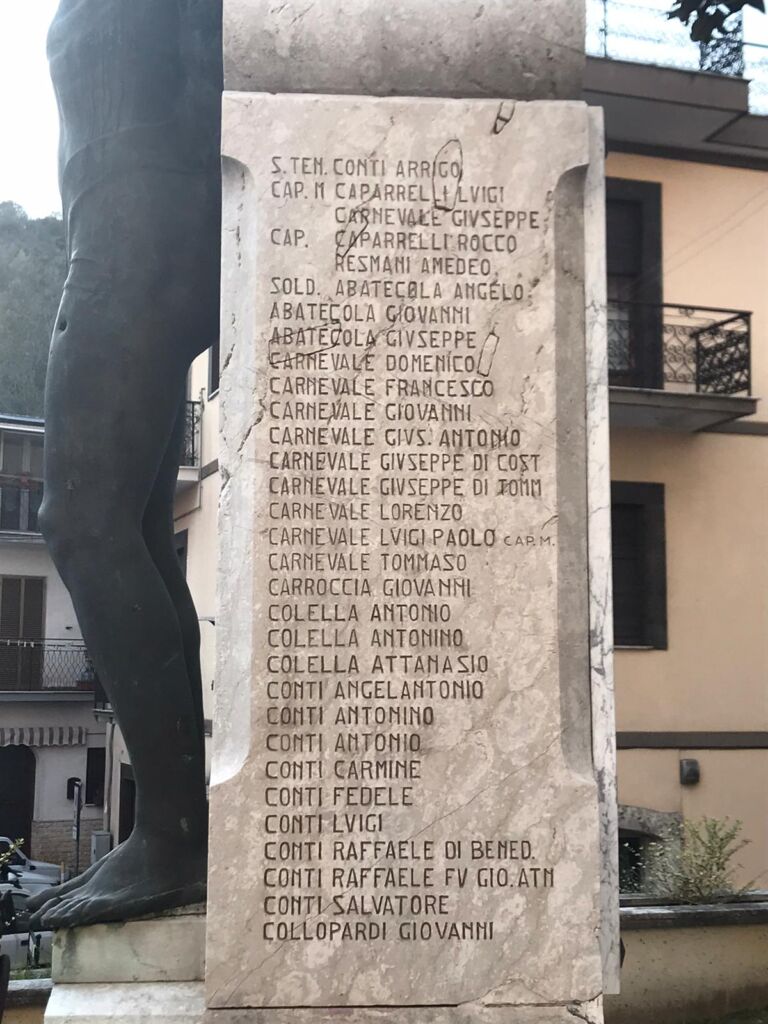 S. TEN. CONTI ARRIGO
CAP. M CAPARRELLI LVIGI
CARNEVALE GIVSEPPE
CAP. CAPARRELLI ROCCO
RESMANI AMEDEO
SOLD. ABATECOLA ANGELO
ABATECOLA GIOVANNI
ABATECOLA GIVSEPPE
CARNEVALE DOMENICO
CARNEVALE FRANCESCO
CARNEVALE GIOVANNI
CARNEVALE GIVS. ANTONIO
CARNEVALE GIVSEPPE DI COST
CARNEVALE GIVSEPPE DI TOMM
CARNEVALE LORENZO
CARNEVALE LVIGI PAOLO CAP. M.
CARNEVALE TOMMASO
CARROCCIA GIOVANNI
COLELLA ANTONIO
COLELLA ANTONINO
COLELLA ATTANASIO
CONTI ANGELANTONIO
CONTI ANTONINO
CONTI ANTONIO
CONTI CARMINE
CONTI FEDELE
CONTI LVIGI
CONTI RAFFAELE DI BENED.
CONTI RAFFAELE FV GIO. ATN
CONTI SALVATORE
COLLOPARDI GIOVANNI